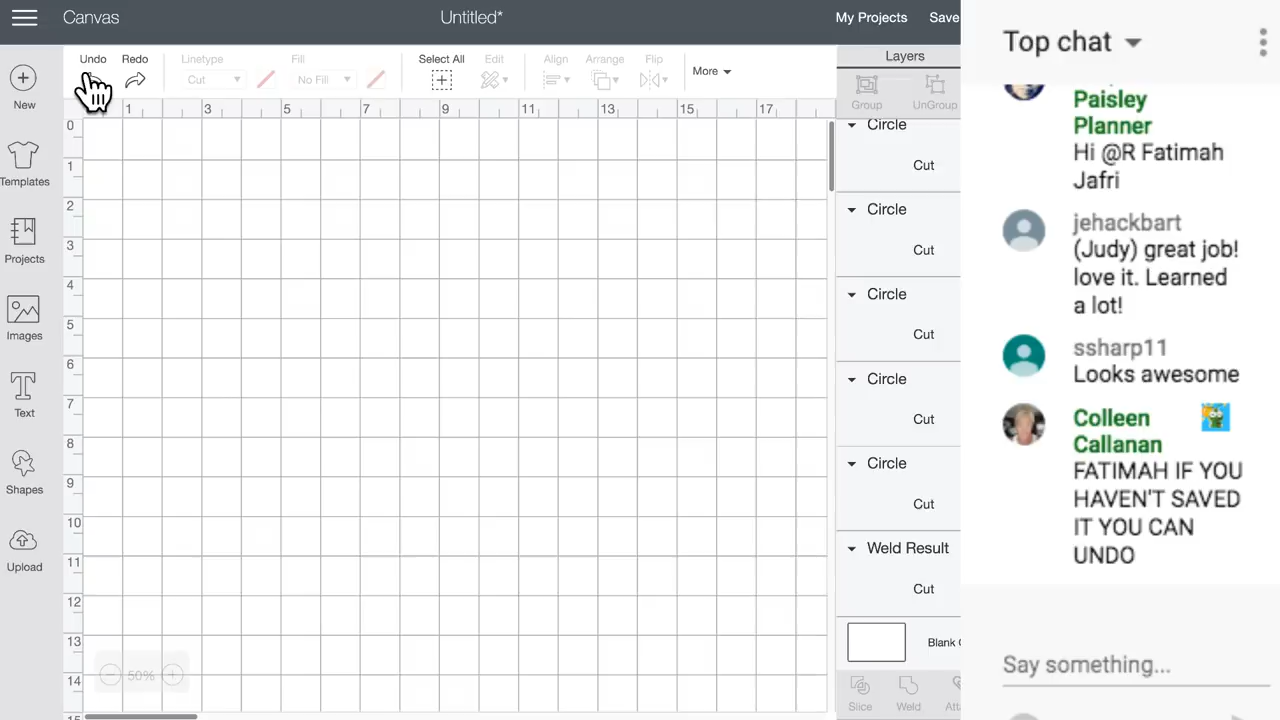 Canvas
Untitled*
My Projects
Save
Undo
Redo
Linetype
Cut
Fill
No Fill
Select All
Edit
Align
Arrange
Flip
More
New
Templates
Projects
Images
Text
Shapes
Upload
1 3 5 7 9 11 13 15 17
0
1
2
3
4
5
6
7
8
9
10
11
12
13
14
50%
Layers
Group
UnGroup
Circle
Cut
Circle
Cut
Circle
Cut
Circle
Cut
Circle
Cut
Weld Result
Cut
Blank
Slice
Weld
Top chat
Paisley
Planner
Hi @R Fatimah
Jafri
jehackbart
(Judy) great job!
love it. Learned
a lot!
ssharp11
Looks awesome
Colleen
Callanan
FATIMAH IF YOU
HAVEN'T SAVED
IT YOU CAN
UNDO
Say something...